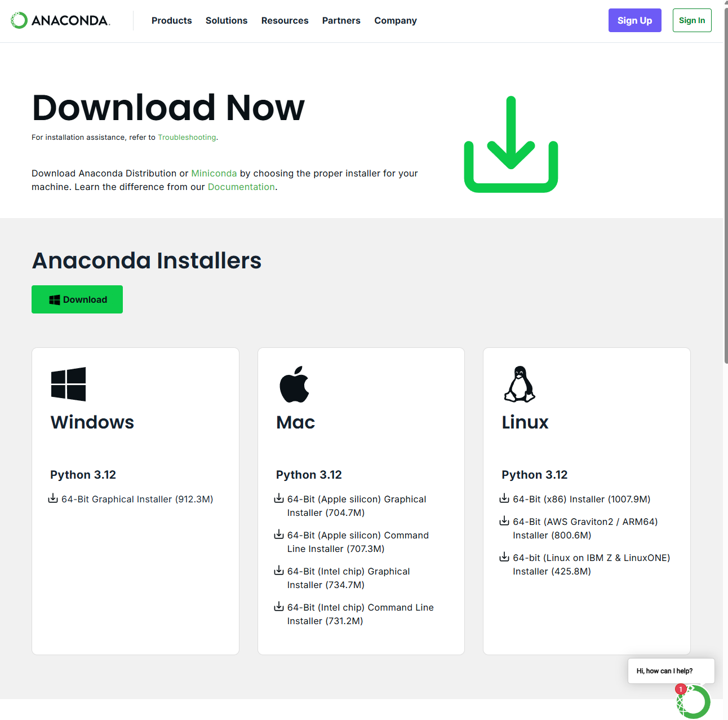 ANACONDA.
Products
Solutions
Resources
Partners
Company
Sign Up
Sign In
Download Now
For installation assistance, refer to Troubleshooting.
Download Anaconda Distribution or Miniconda by choosing the proper installer for your
machine. Learn the difference from our Documentation.
Anaconda Installers
Download
Windows
Python 3.12
64-Bit Graphical Installer (912.3M)
Mac
Python 3.12
64-Bit (Apple silicon) Graphical
Installer (704.7M)
64-Bit (Apple silicon) Command
Line Installer (707.3M)
64-Bit (Intel chip) Graphical
Installer (734.7M)
64-Bit (Intel chip) Command Line
Installer (731.2M)
Linux
Python 3.12
64-Bit (x86) Installer (1007.9M)
64-Bit (AWS Graviton2 / ARM64)
Installer (800.6M)
64-bit (Linux on IBM Z & LinuxONE)
Installer (425.8M)
Hi, how can I help?
1